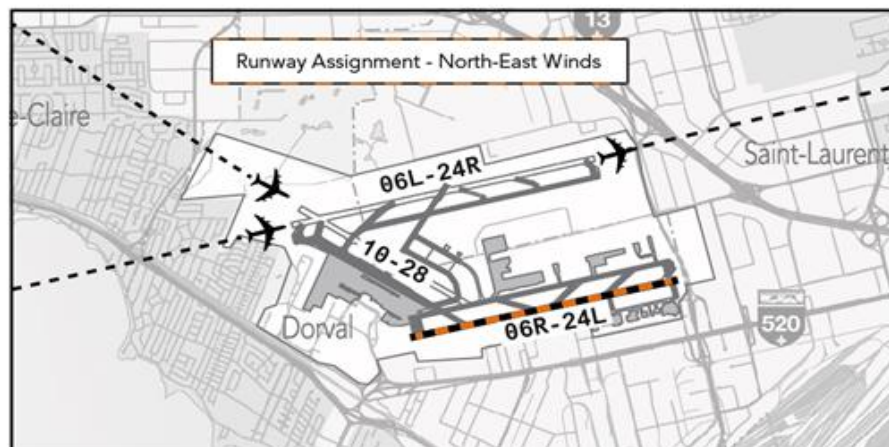 13
Runway Assignment - North-East Winds
e-Claire
06L-24R
Saint-Laurent
10-28
Dorval
06R-24L
520